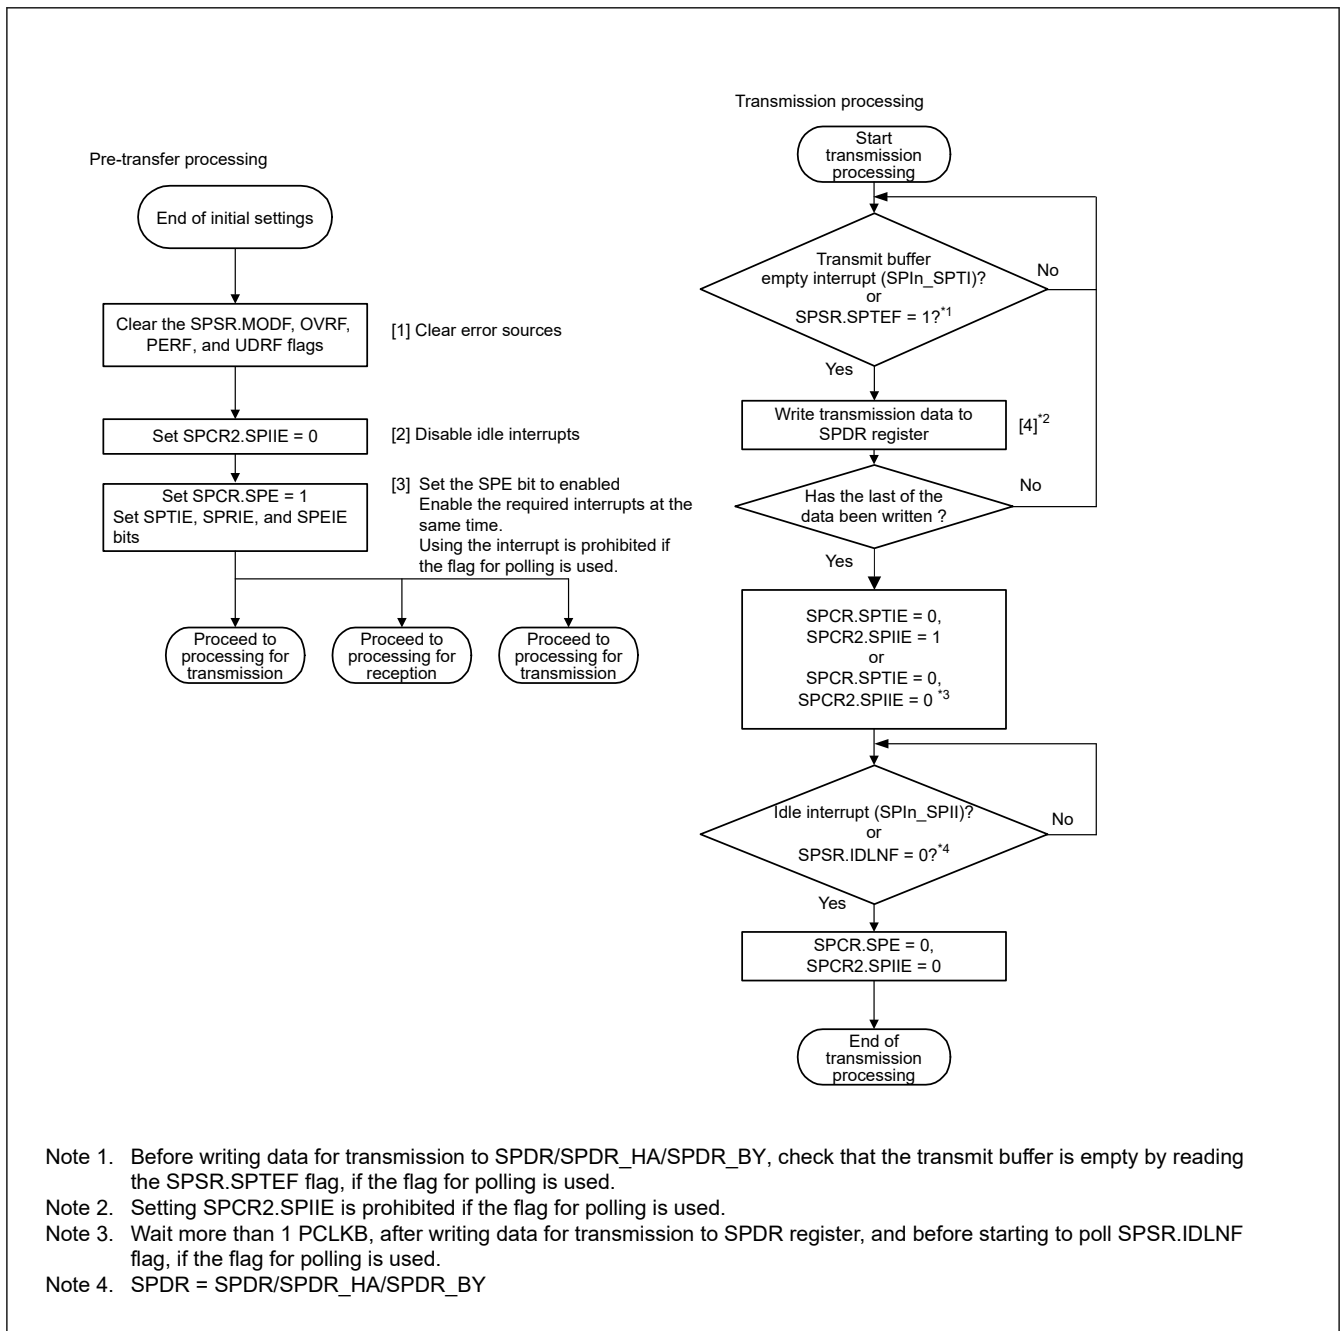 Pre-transfer processing
End of initial settings
Clear the SPSR.MODF, OVRF,
PERF, and UDRF flags
[1] Clear error sources
Set SPCR2.SPIIE = 0
[2] Disable idle interrupts
Set SPCR.SPE = 1
Set SPTIE, SPRIE, and SPEIE
bits
[3] Set the SPE bit to enabled
Enable the required interrupts at the
same time.
Using the interrupt is prohibited if
the flag for polling is used.
Proceed to
processing for
transmission
Proceed to
processing for
reception
Proceed to
processing for
transmission
Transmission processing
Start
transmission
processing
Transmit buffer
empty interrupt (SPIn_SPTI)?
or
SPSR.SPTEF = 1?*1
No
Yes
Write transmission data to
SPDR register
[4]*2
Has the last of the
data been written ?
No
Yes
SPCR.SPTIE = 0,
SPCR2.SPIIE = 1
or
SPCR.SPTIE = 0,
SPCR2.SPIIE = 0 *3
Idle interrupt (SPIn_SPII)?
or
SPSR.IDLNF = 0?*4
No
Yes
SPCR.SPE = 0,
SPCR2.SPIIE = 0
End of
transmission
processing
Note 1. Before writing data for transmission to SPDR/SPDR_HA/SPDR_BY, check that the transmit buffer is empty by reading
the SPSR.SPTEF flag, if the flag for polling is used.
Note 2. Setting SPCR2.SPIIE is prohibited if the flag for polling is used.
Note 3. Wait more than 1 PCLKB, after writing data for transmission to SPDR register, and before starting to poll SPSR.IDLNF
flag, if the flag for polling is used.
Note 4. SPDR = SPDR/SPDR_HA/SPDR_BY